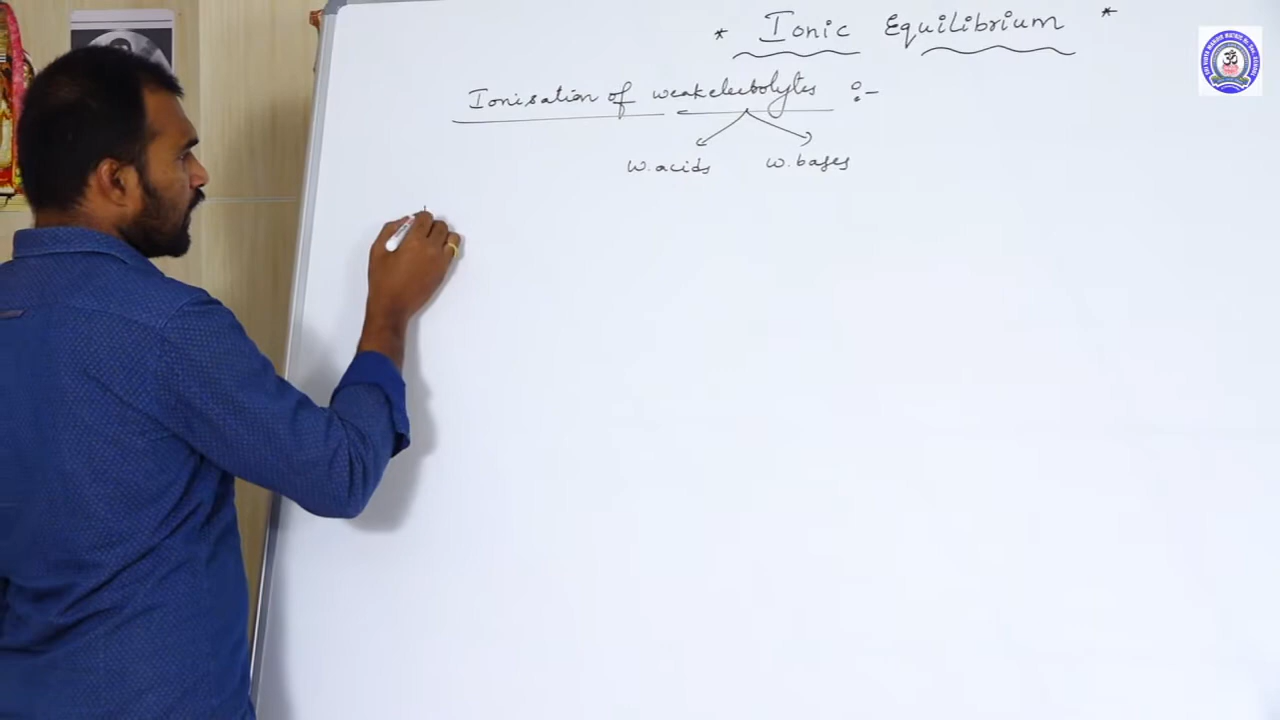 * Ionic Equilibrium *
Ionisation of weak electrolytes :-
w. acids w. bases